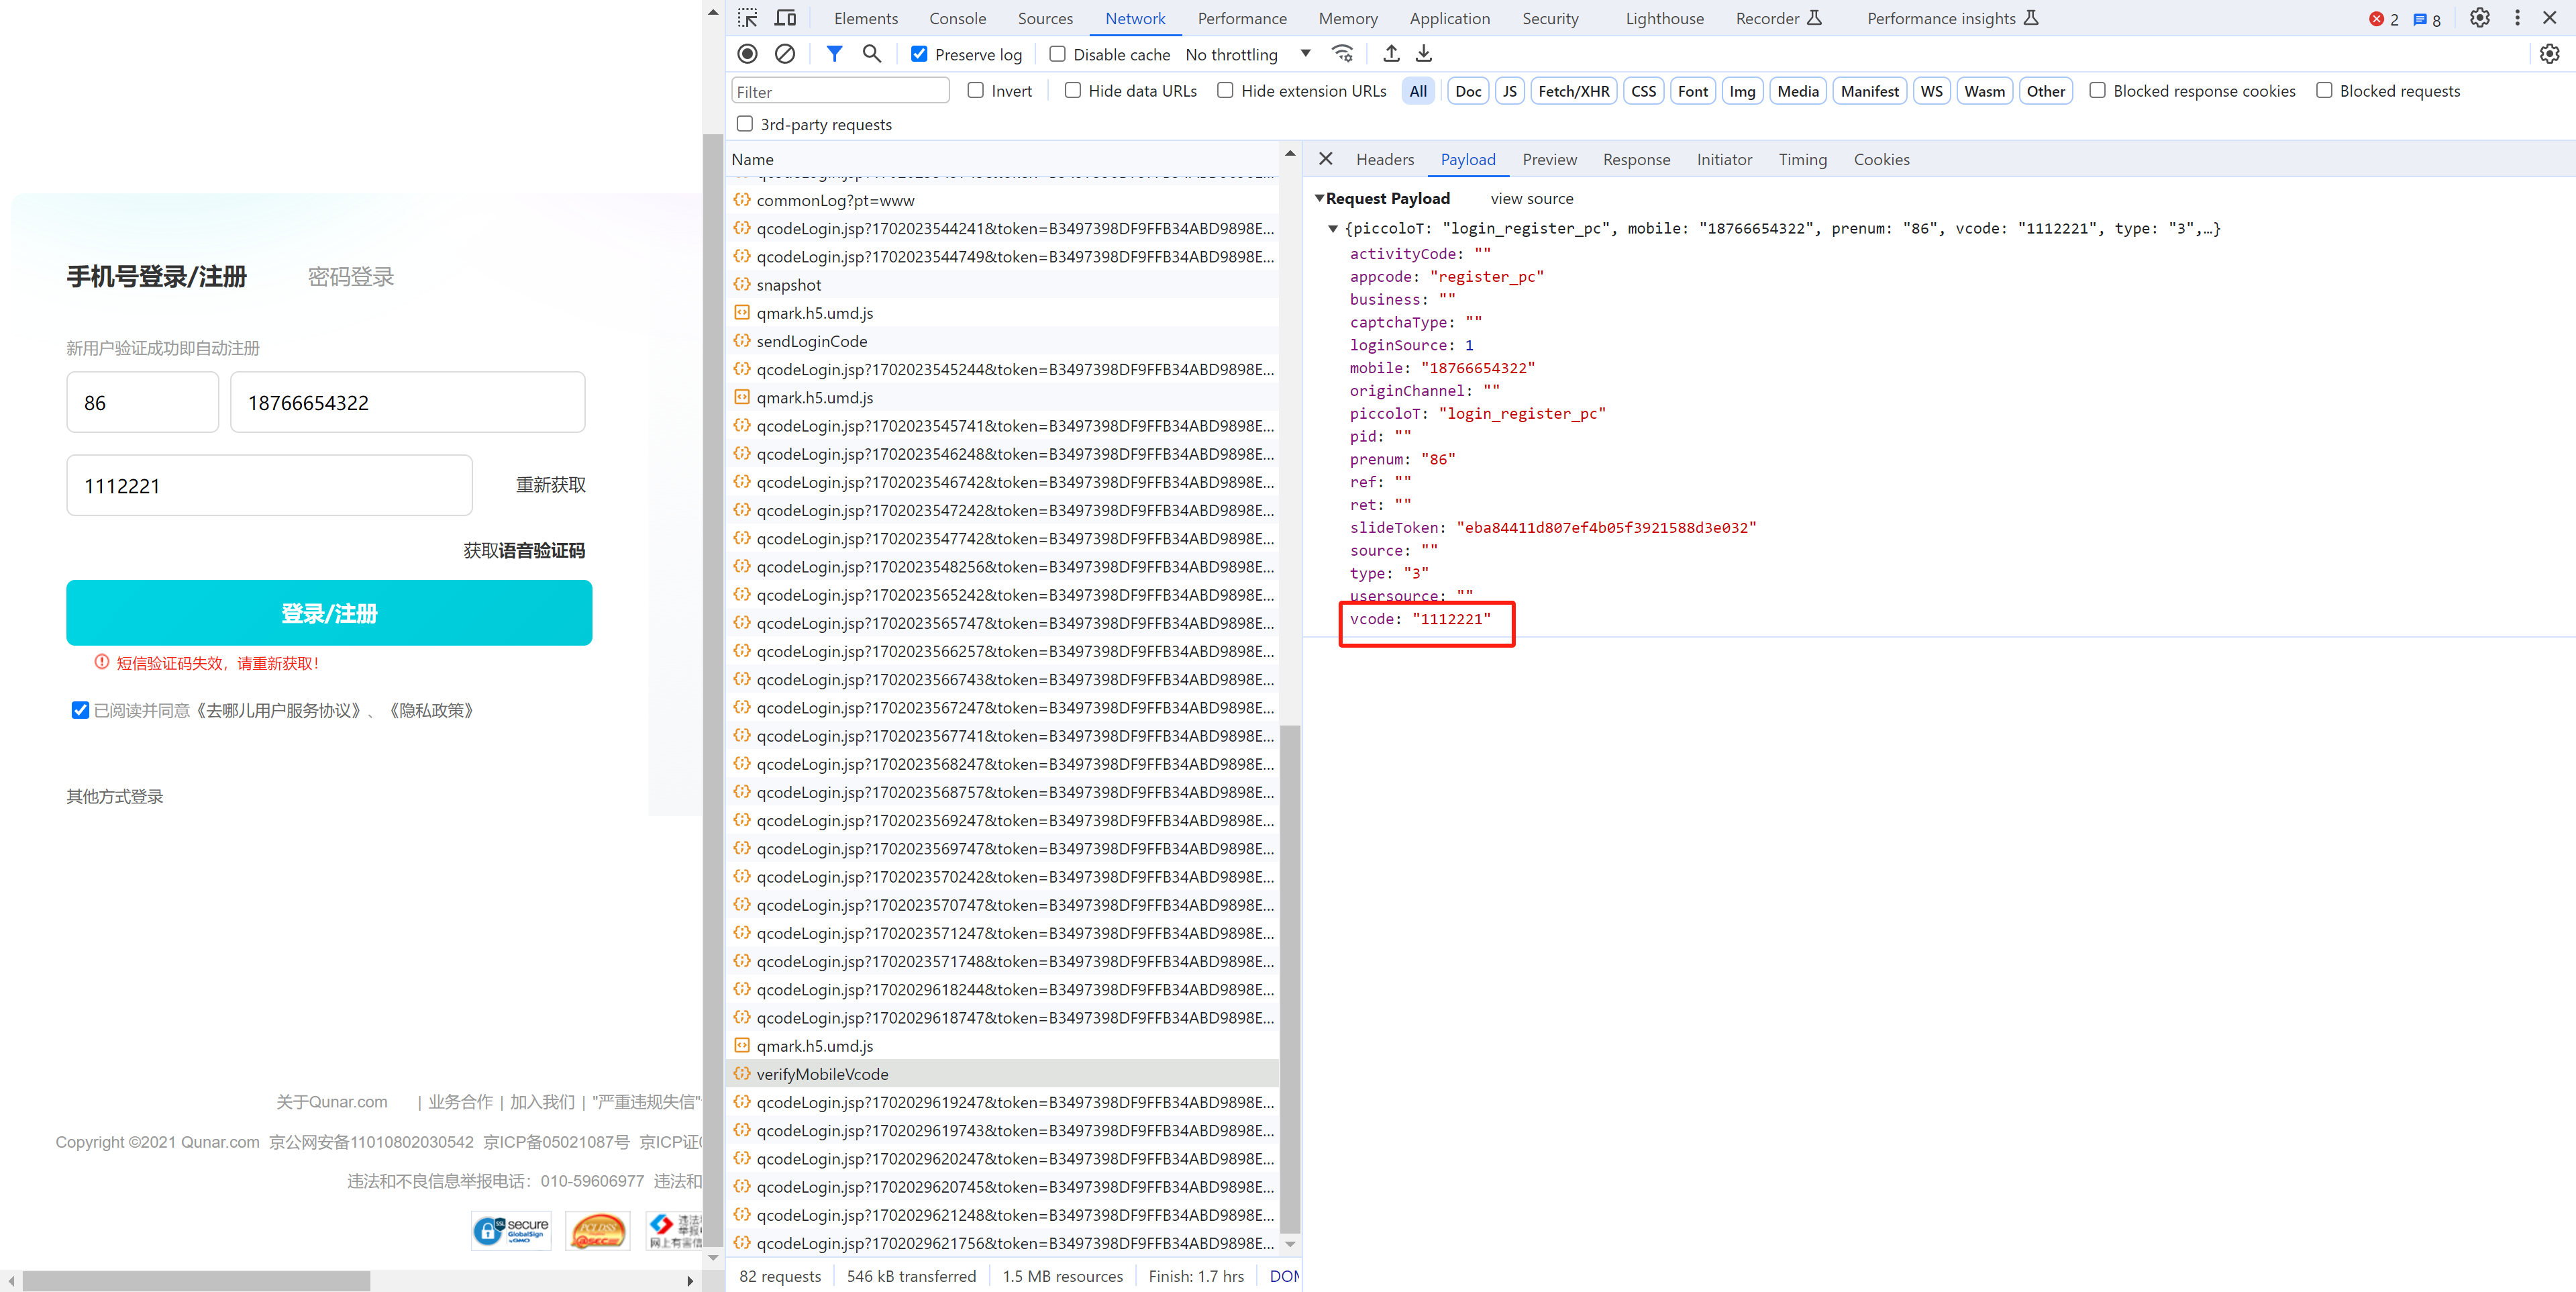 手机号登录/注册 密码登录
新用户验证成功即自动注册
86 18766654322
1112221 重新获取
获取语音验证码
登录/注册
短信验证码失效，请重新获取!
已阅读并同意《去哪儿用户服务协议》、《隐私政策》
其他方式登录
关于Qunar.com | 业务合作 | 加入我们 | "严重违规失信"
Copyright ©2021 Qunar.com 京公网安备11010802030542 京ICP备05021087号 京ICP证
违法和不良信息举报电话：010-59606977 违法和
SSL secure GlobalSign by GMO
PCI DSS @sec
Elements Console Sources Network Performance Memory Application Security Lighthouse Recorder Performance insights 2 8
Preserve log Disable cache No throttling
Filter Invert Hide data URLs Hide extension URLs All Doc JS Fetch/XHR CSS Font Img Media Manifest WS Wasm Other Blocked response cookies Blocked requests
3rd-party requests
Name
commonLog?pt=www
qcodeLogin.jsp?1702023544241&token=B3497398DF9FFB34ABD9898E...
qcodeLogin.jsp?1702023544749&token=B3497398DF9FFB34ABD9898E...
snapshot
qmark.h5.umd.js
sendLoginCode
qcodeLogin.jsp?1702023545244&token=B3497398DF9FFB34ABD9898E...
qmark.h5.umd.js
qcodeLogin.jsp?1702023545741&token=B3497398DF9FFB34ABD9898E...
qcodeLogin.jsp?1702023546248&token=B3497398DF9FFB34ABD9898E...
qcodeLogin.jsp?1702023546742&token=B3497398DF9FFB34ABD9898E...
qcodeLogin.jsp?1702023547242&token=B3497398DF9FFB34ABD9898E...
qcodeLogin.jsp?1702023547742&token=B3497398DF9FFB34ABD9898E...
qcodeLogin.jsp?1702023548256&token=B3497398DF9FFB34ABD9898E...
qcodeLogin.jsp?1702023565242&token=B3497398DF9FFB34ABD9898E...
qcodeLogin.jsp?1702023565747&token=B3497398DF9FFB34ABD9898E...
qcodeLogin.jsp?1702023566257&token=B3497398DF9FFB34ABD9898E...
qcodeLogin.jsp?1702023566743&token=B3497398DF9FFB34ABD9898E...
qcodeLogin.jsp?1702023567247&token=B3497398DF9FFB34ABD9898E...
qcodeLogin.jsp?1702023567741&token=B3497398DF9FFB34ABD9898E...
qcodeLogin.jsp?1702023568247&token=B3497398DF9FFB34ABD9898E...
qcodeLogin.jsp?1702023568757&token=B3497398DF9FFB34ABD9898E...
qcodeLogin.jsp?1702023569247&token=B3497398DF9FFB34ABD9898E...
qcodeLogin.jsp?1702023569747&token=B3497398DF9FFB34ABD9898E...
qcodeLogin.jsp?1702023570242&token=B3497398DF9FFB34ABD9898E...
qcodeLogin.jsp?1702023570747&token=B3497398DF9FFB34ABD9898E...
qcodeLogin.jsp?1702023571247&token=B3497398DF9FFB34ABD9898E...
qcodeLogin.jsp?1702023571748&token=B3497398DF9FFB34ABD9898E...
qcodeLogin.jsp?1702029618244&token=B3497398DF9FFB34ABD9898E...
qcodeLogin.jsp?1702029618747&token=B3497398DF9FFB34ABD9898E...
qmark.h5.umd.js
verifyMobileVcode
qcodeLogin.jsp?1702029619247&token=B3497398DF9FFB34ABD9898E...
qcodeLogin.jsp?1702029619743&token=B3497398DF9FFB34ABD9898E...
qcodeLogin.jsp?1702029620247&token=B3497398DF9FFB34ABD9898E...
qcodeLogin.jsp?1702029620745&token=B3497398DF9FFB34ABD9898E...
qcodeLogin.jsp?1702029621248&token=B3497398DF9FFB34ABD9898E...
qcodeLogin.jsp?1702029621756&token=B3497398DF9FFB34ABD9898E...
82 requests 546 kB transferred 1.5 MB resources Finish: 1.7 hrs
Headers Payload Preview Response Initiator Timing Cookies
Request Payload view source
{piccoloT: "login_register_pc", mobile: "18766654322", prenum: "86", vcode: "1112221", type: "3",…}
activityCode: ""
appcode: "register_pc"
business: ""
captchaType: ""
loginSource: 1
mobile: "18766654322"
originChannel: ""
piccoloT: "login_register_pc"
pid: ""
prenum: "86"
ref: ""
ret: ""
slideToken: "eba84411d807ef4b05f3921588d3e032"
source: ""
type: "3"
usersource: ""
vcode: "1112221"